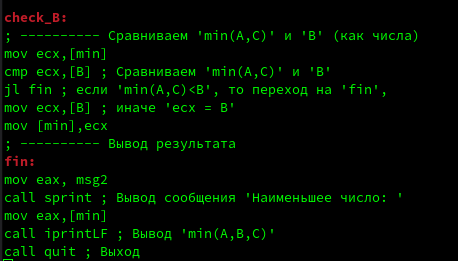 check_B:
; ---------- Сравниваем 'min(A,C)' и 'B' (как числа)
mov ecx,[min]
cmp ecx,[B] ; Сравниваем 'min(A,C)' и 'B'
jl fin ; если 'min(A,C)<B', то переход на 'fin',
mov ecx,[B] ; иначе 'ecx = B'
mov [min],ecx
; ---------- Вывод результата
fin:
mov eax, msg2
call sprint ; Вывод сообщения 'Наименьшее число: '
mov eax,[min]
call iprintLF ; Вывод 'min(A,B,C)'
call quit ; Выход